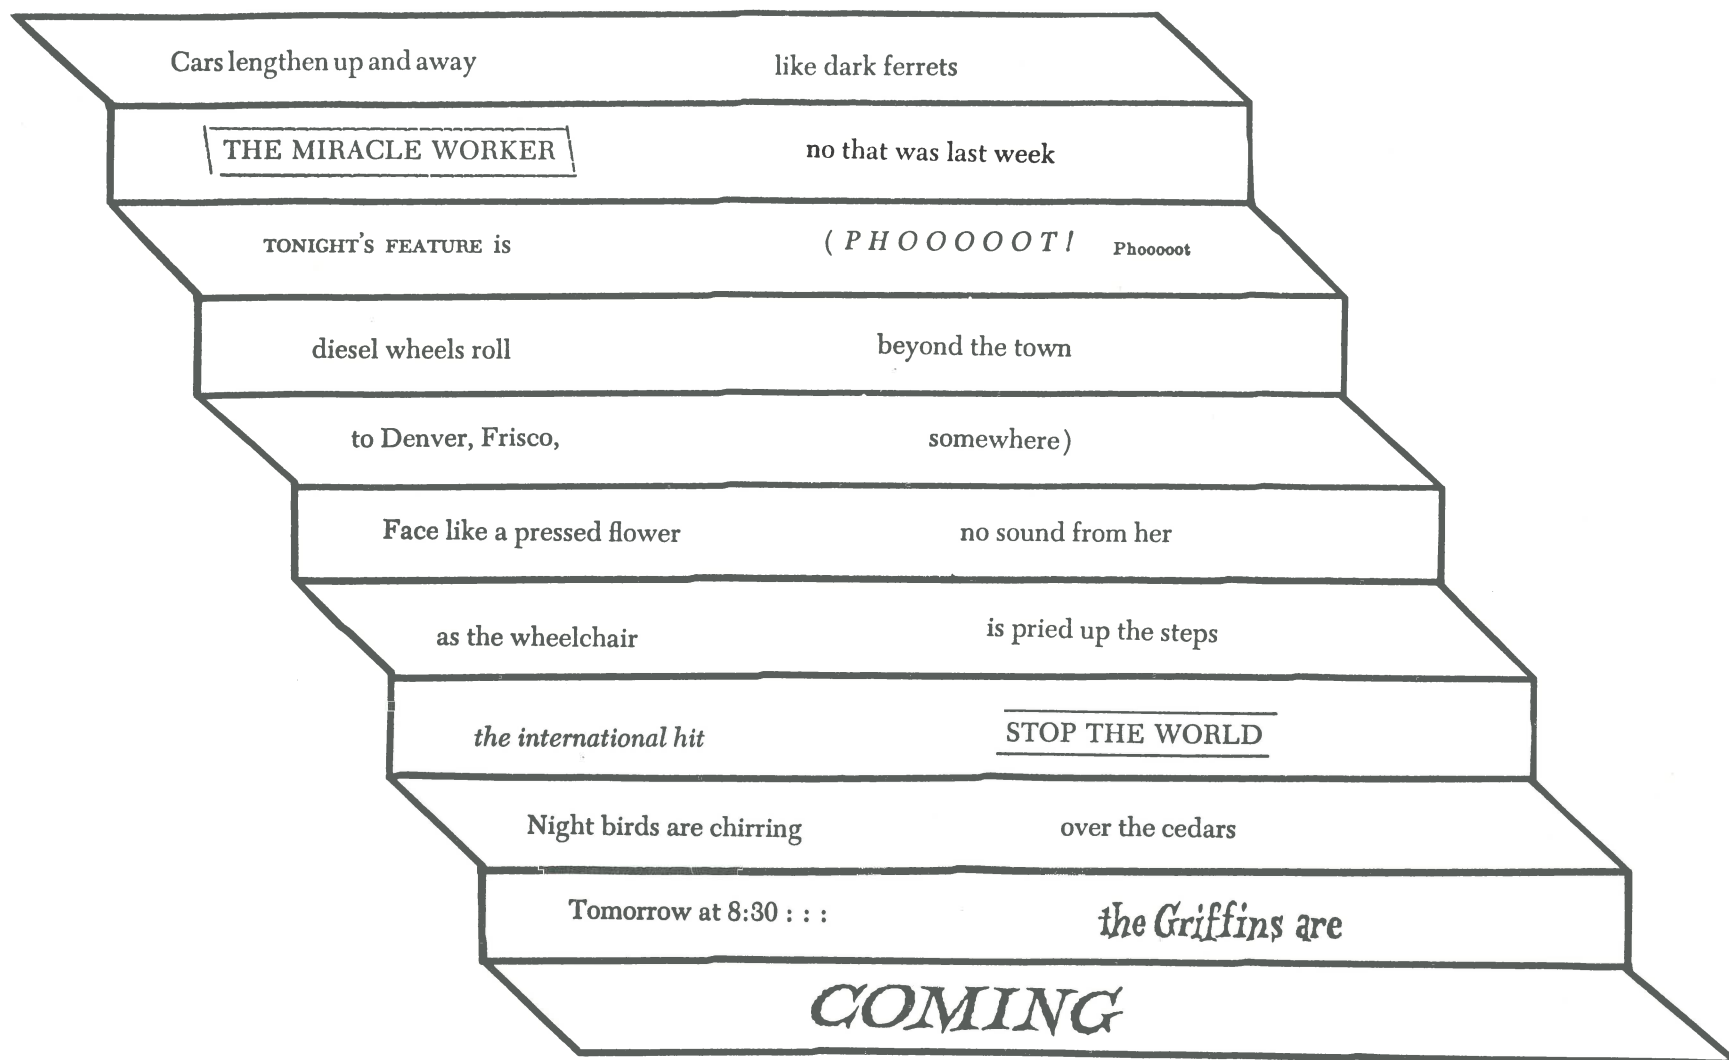 Cars lengthen up and away like dark ferrets
THE MIRACLE WORKER no that was last week
TONIGHT'S FEATURE is (PHOOOOOT! Phooooot
diesel wheels roll beyond the town
to Denver, Frisco, somewhere)
Face like a pressed flower no sound from her
as the wheelchair is pried up the steps
the international hit STOP THE WORLD
Night birds are chirring over the cedars
Tomorrow at 8:30 : : : the Griffins are
COMING